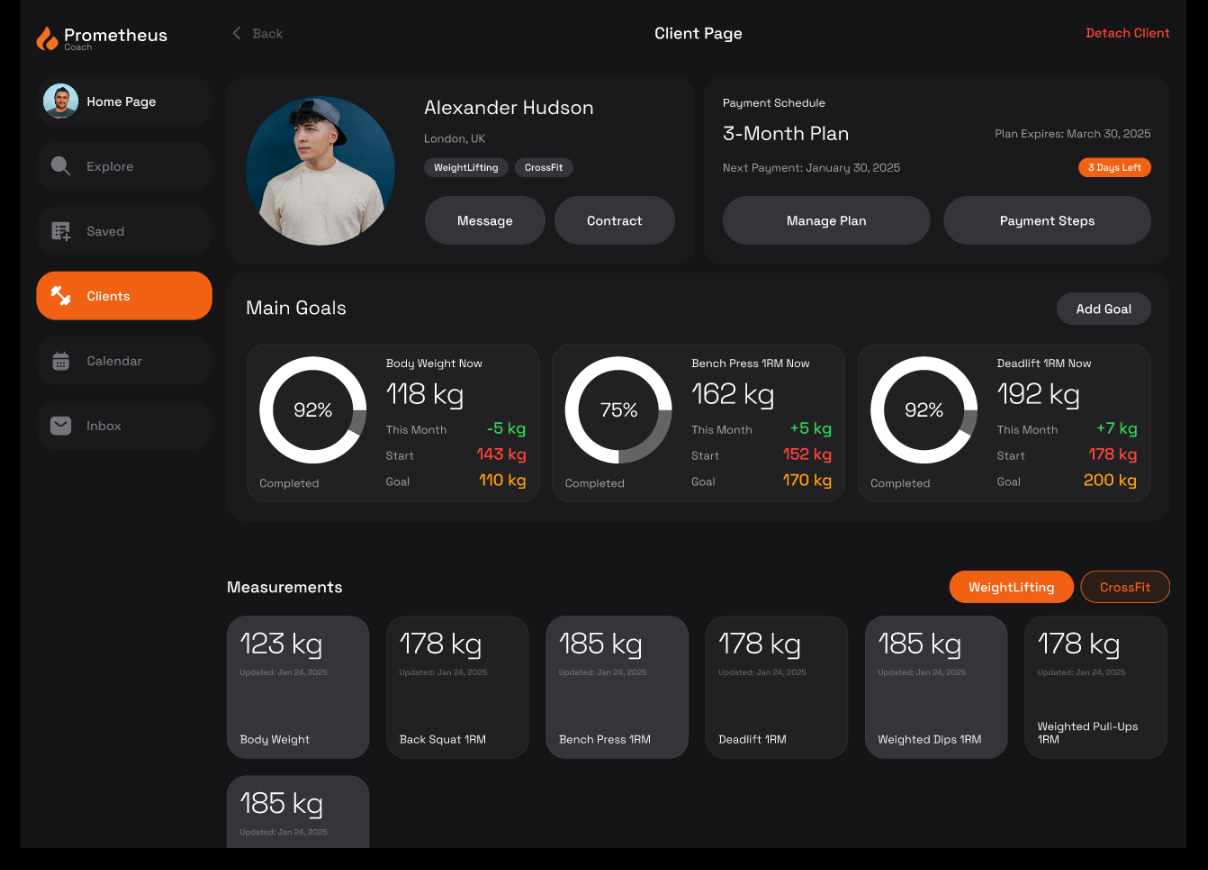 Prometheus
Coach
Back
Client Page
Detach Client
Home Page
Explore
Saved
Clients
Calendar
Inbox
Alexander Hudson
London, UK
WeightLifting CrossFit
Message Contract
Payment Schedule
3-Month Plan
Plan Expires: March 30, 2025
Next Payment: January 30, 2025
3 Days Left
Manage Plan Payment Steps
Main Goals
Add Goal
92%
Completed
Body Weight Now
118 kg
This Month -5 kg
Start 143 kg
Goal 110 kg
75%
Completed
Bench Press 1RM Now
162 kg
This Month +5 kg
Start 152 kg
Goal 170 kg
92%
Completed
Deadlift 1RM Now
192 kg
This Month +7 kg
Start 178 kg
Goal 200 kg
Measurements
WeightLifting CrossFit
123 kg
Updated: Jan 24, 2025
Body Weight
178 kg
Updated: Jan 24, 2025
Back Squat 1RM
185 kg
Updated: Jan 24, 2025
Bench Press 1RM
178 kg
Updated: Jan 24, 2025
Deadlift 1RM
185 kg
Updated: Jan 24, 2025
Weighted Dips 1RM
178 kg
Updated: Jan 24, 2025
Weighted Pull-Ups
1RM
185 kg
Updated: Jan 24, 2025